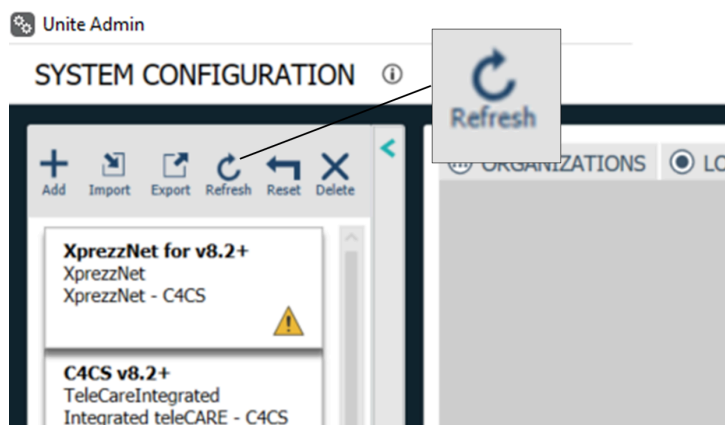 Unite Admin
SYSTEM CONFIGURATION
Refresh
Add Import Export Refresh Reset Delete
ORGANIZATIONS LO
XprezzNet for v8.2+
XprezzNet
XprezzNet - C4CS
C4CS v8.2+
TeleCareIntegrated
Integrated teleCARE - C4CS